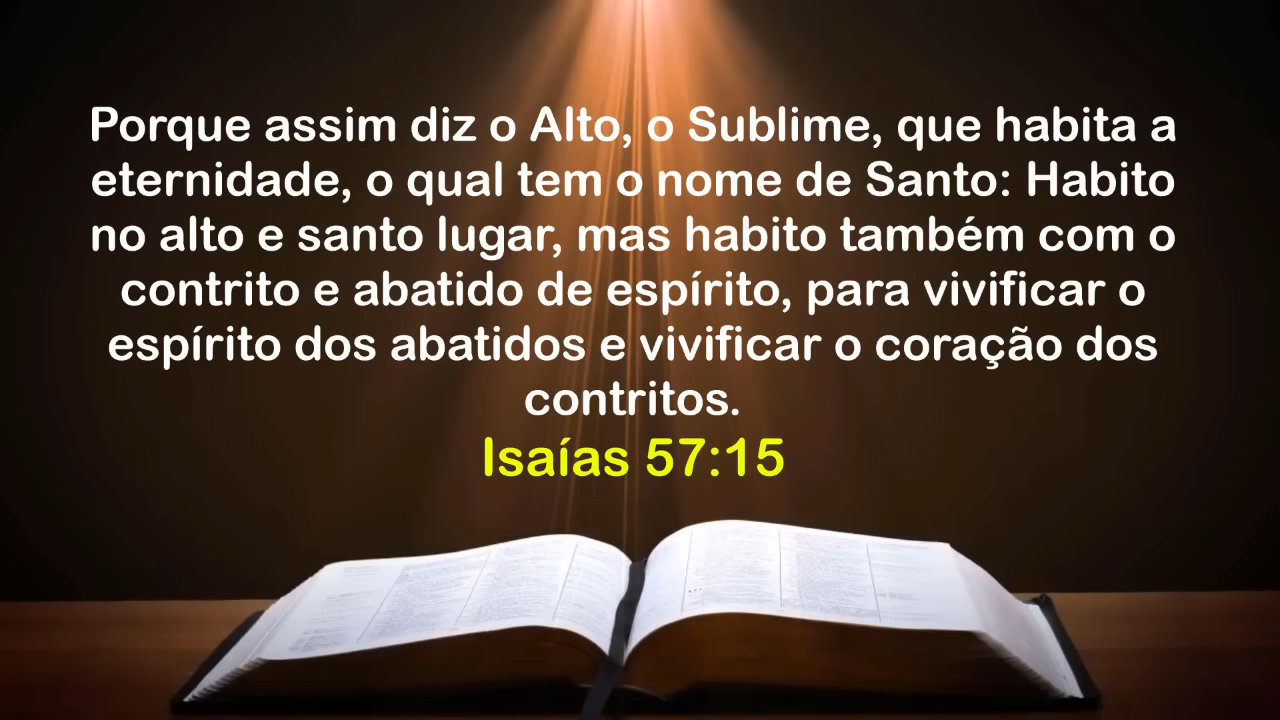 Porque assim diz o Alto, o Sublime, que habita a
eternidade, o qual tem o nome de Santo: Habito
no alto e santo lugar, mas habito também com o
contrito e abatido de espírito, para vivificar o
espírito dos abatidos e vivificar o coração dos
contritos.
Isaías 57:15